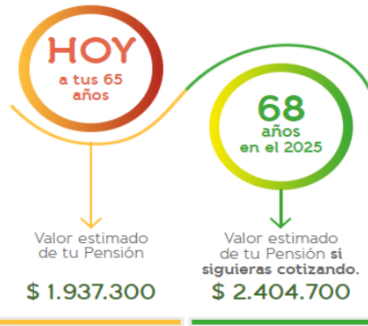 HOY
a tus 65
años
68
años
en el 2025
Valor estimado
de tu Pensión
$ 1.937.300
Valor estimado
de tu Pensión si
siguieras cotizando.
$ 2.404.700